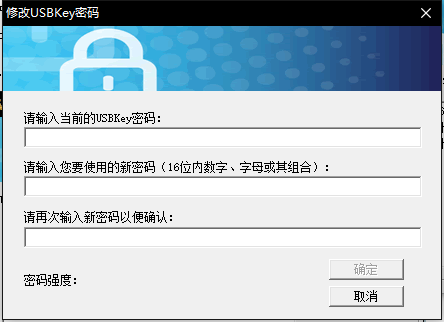 修改USBKey密码
请输入当前的USBKey密码：
请输入您要使用的新密码（16位内数字、字母或其组合）：
请再次输入新密码以便确认：
确定
密码强度：
取消